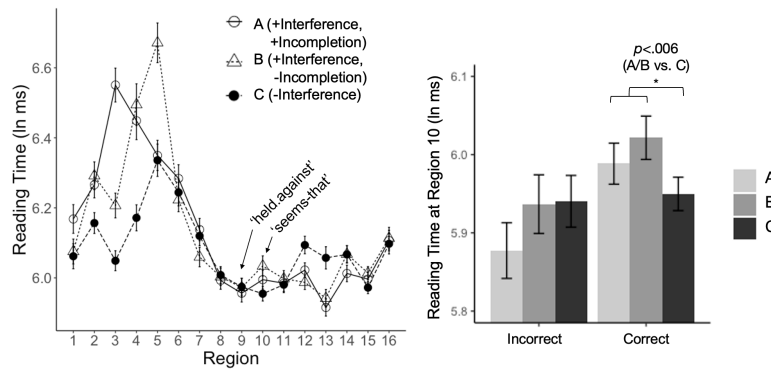 A (+Interference,
+Incompletion)
B (+Interference,
-Incompletion)
C (-Interference)
Reading Time (ln ms)
6.6
6.4
6.2
6.0
'held.against'
'seems-that'
1 2 3 4 5 6 7 8 9 10 11 12 13 14 15 16
Region
p<.006
(A/B vs. C)
*
Reading Time at Region 10 (ln ms)
6.1
6.0
5.9
5.8
Incorrect Correct
A
B
C